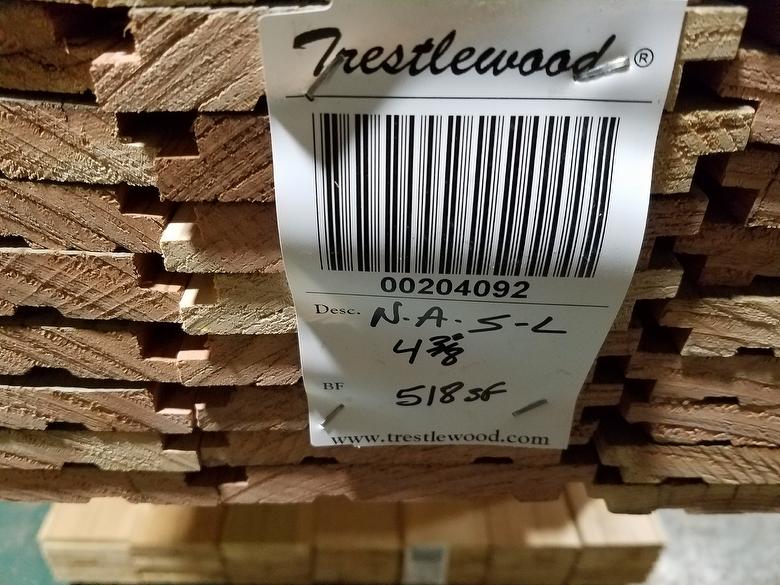 Trestlewood ®
00204092
Desc. N.A. S-L
4 3/8
BF 518 SF
www.trestlewood.com